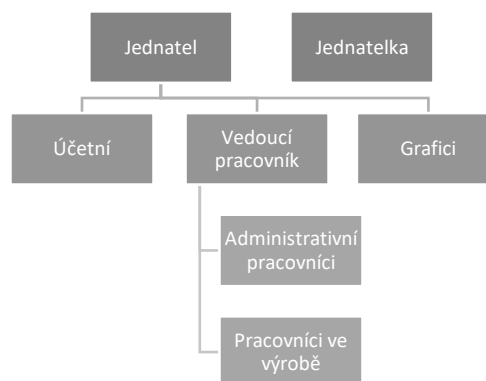 Jednatel
Jednatelka
Účetní
Vedoucí
pracovník
Grafici
Administrativní
pracovníci
Pracovníci ve
výrobě